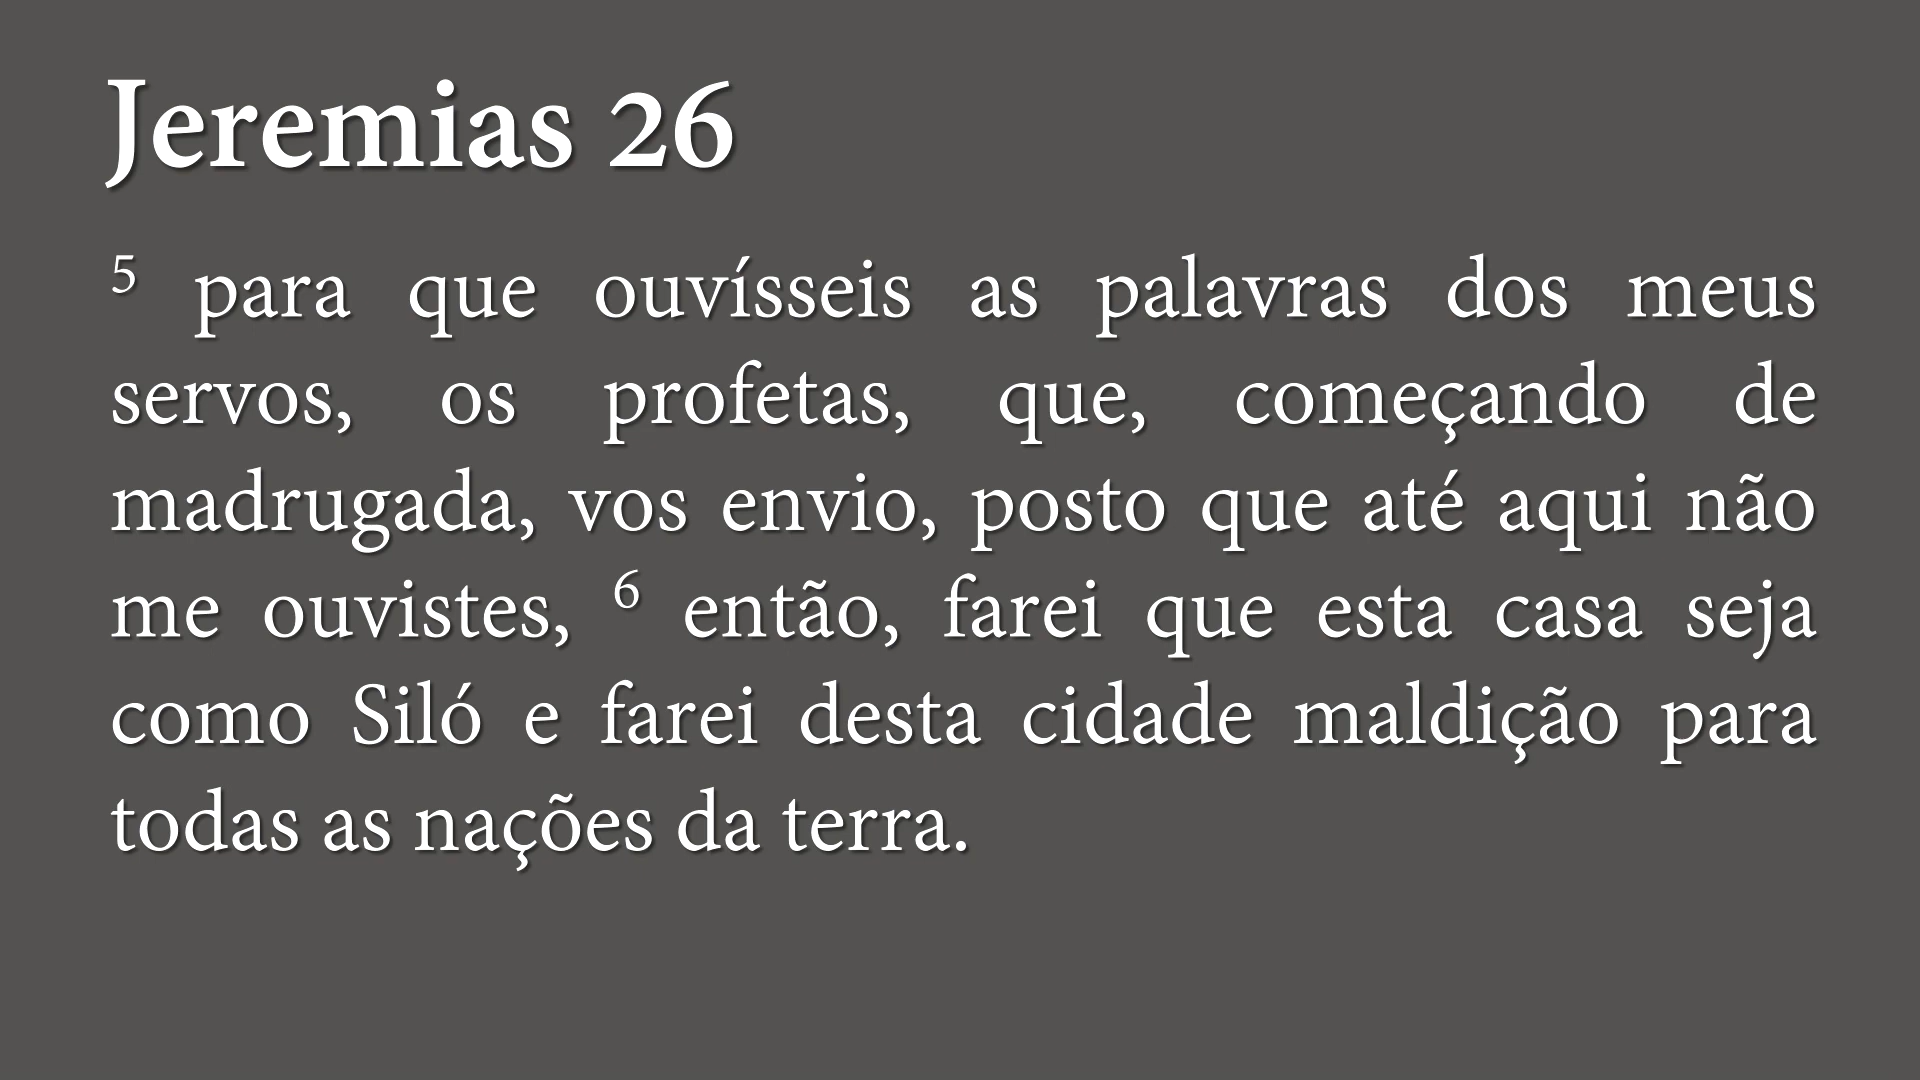 Jeremias 26
⁵ para que ouvísseis as palavras dos meus
servos, os profetas, que, começando de
madrugada, vos envio, posto que até aqui não
me ouvistes, ⁶ então, farei que esta casa seja
como Siló e farei desta cidade maldição para
todas as nações da terra.